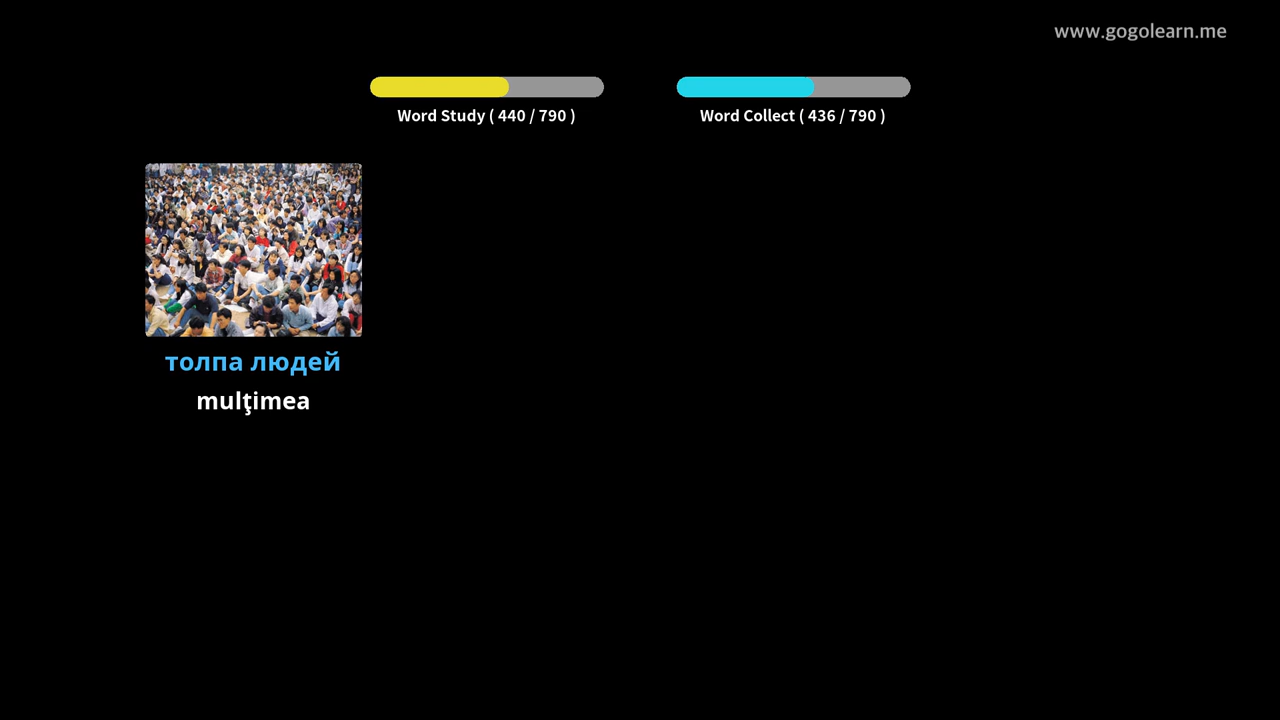 www.gogolearn.me
Word Study ( 440 / 790 )
Word Collect ( 436 / 790 )
толпа людей
mulţimea